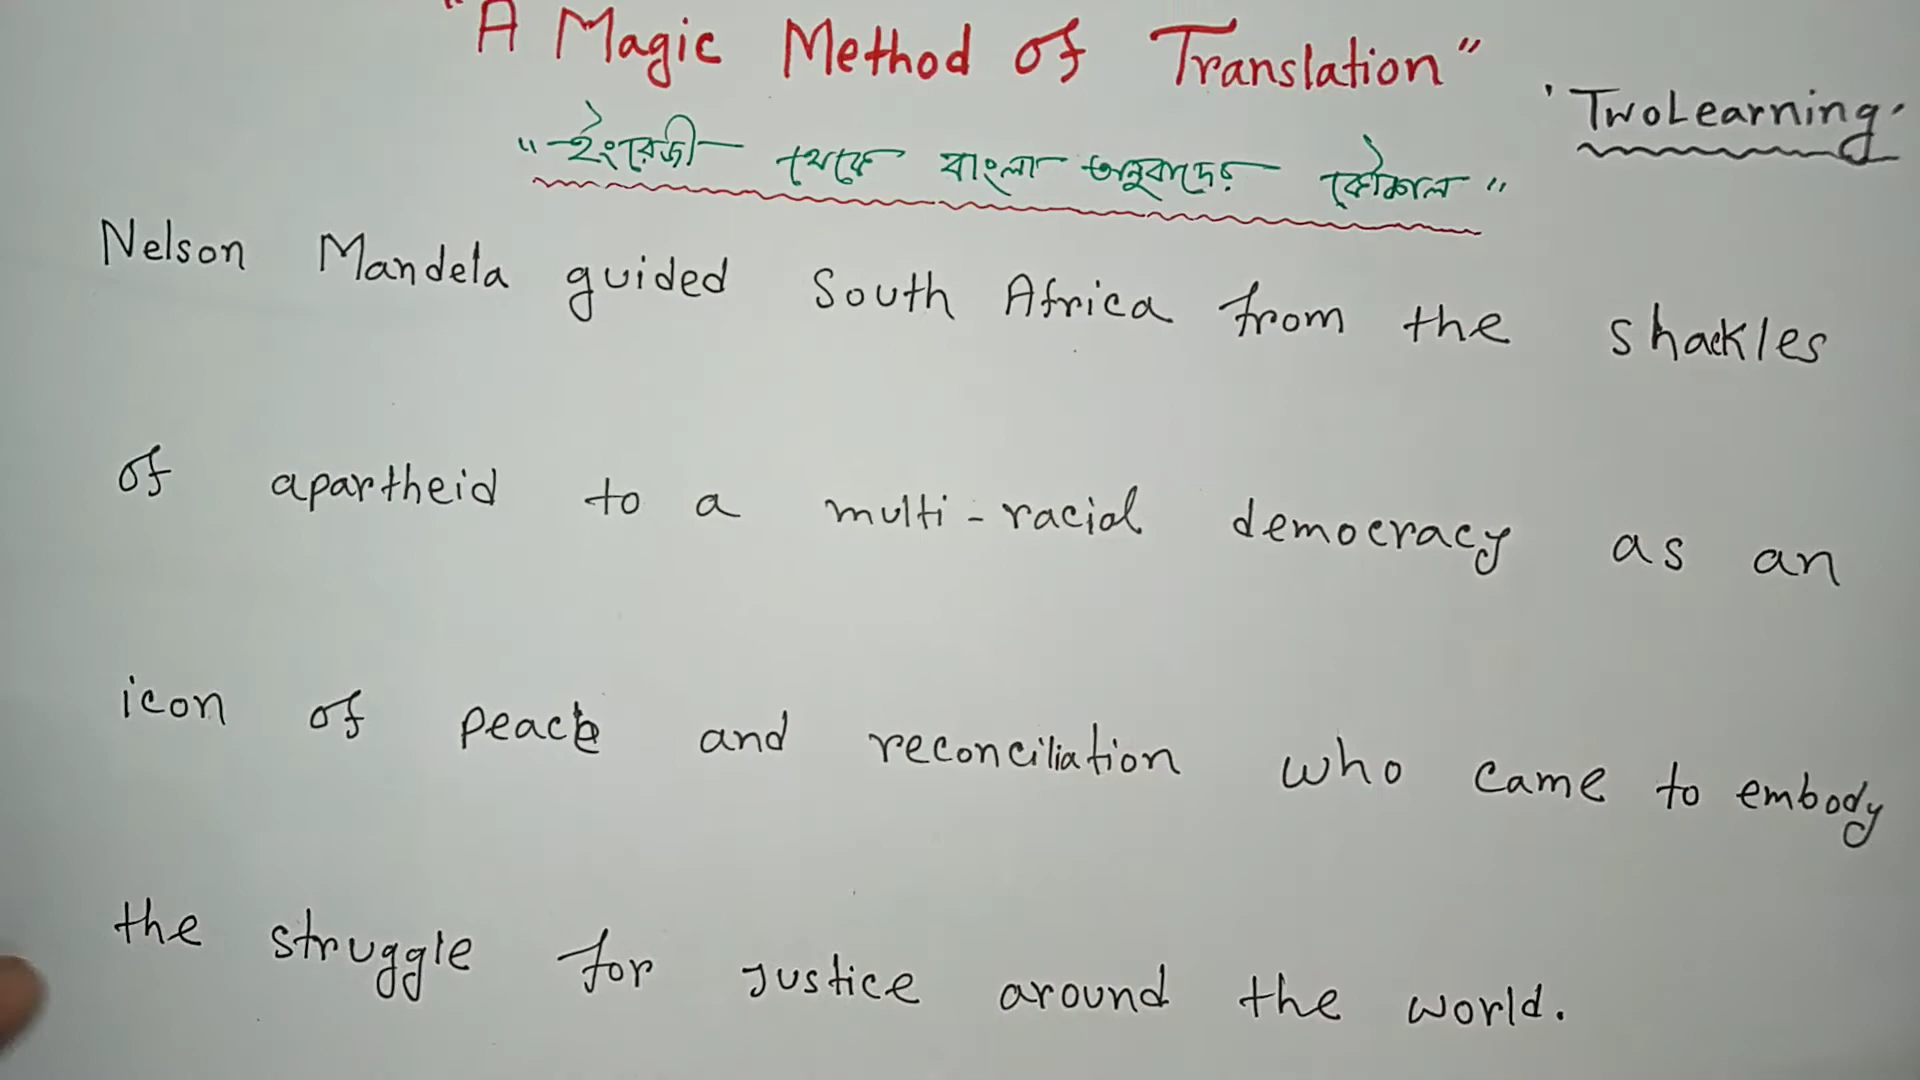 "A Magic Method of Translation"
'TwoLearning'
"ইংরেজী থেকে বাংলা অনুবাদের কৌশল"
Nelson Mandela guided South Africa from the shackles
of apartheid to a multi-racial democracy as an
icon of peace and reconciliation who came to embody
the struggle for Justice around the world.